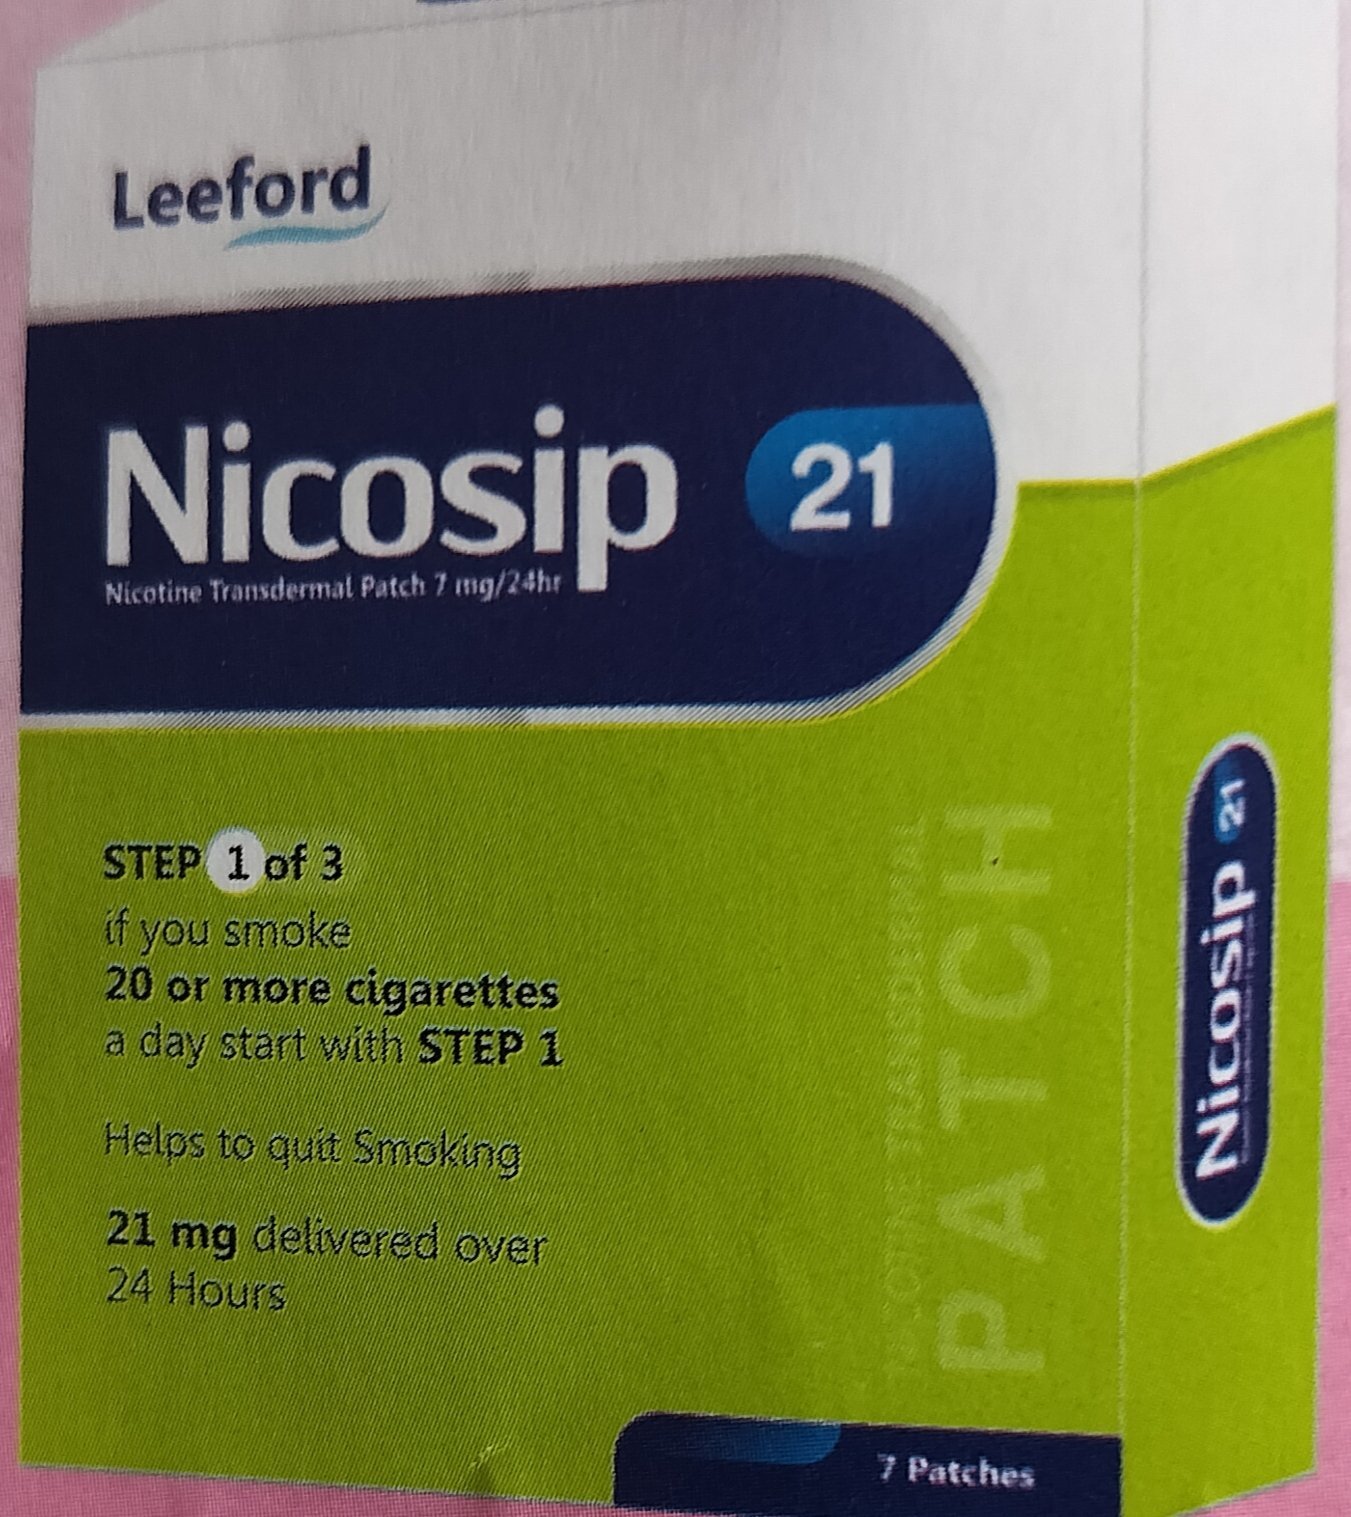 Leeford
Nicosip 21
Nicotine Transdermal Patch 7 mg/24hr
STEP 1 of 3
if you smoke
20 or more cigarettes
a day start with STEP 1
Helps to quit Smoking
21 mg delivered over
24 Hours
PATCH
7 Patches
Nicosip 21